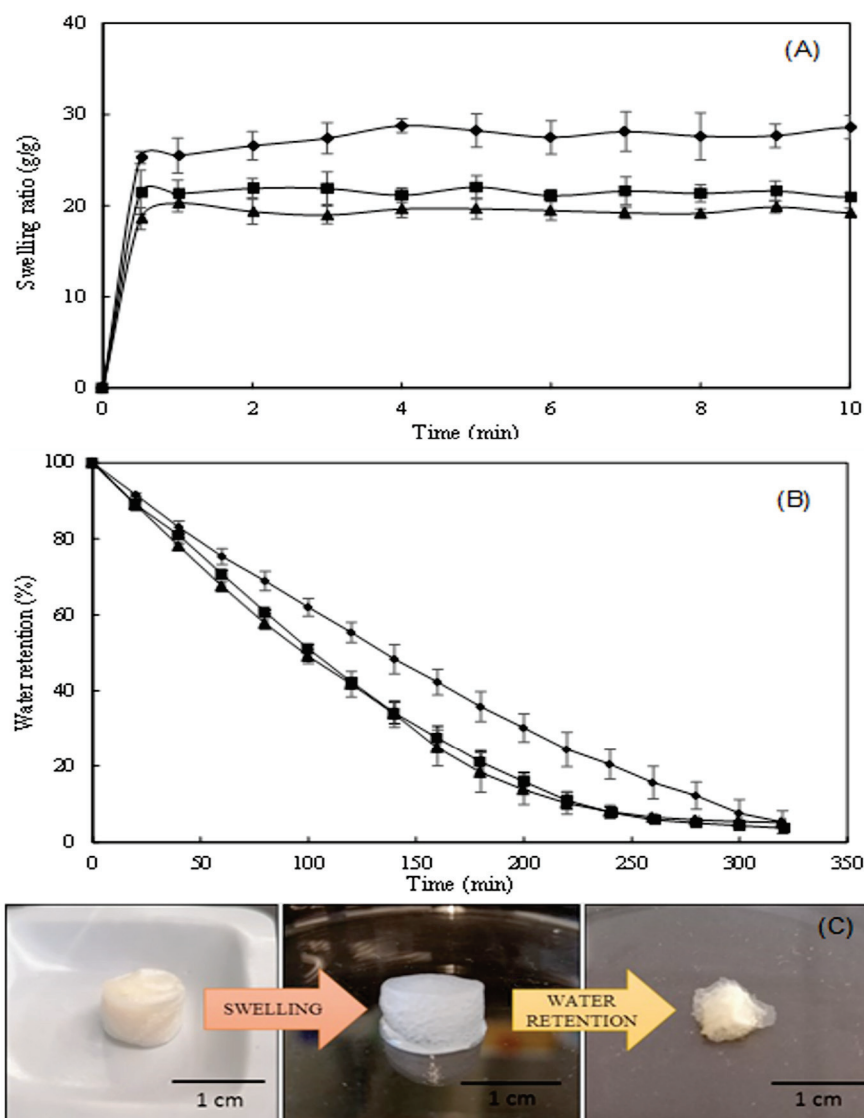 (A)
Swelling ratio (g/g)
40
30
20
10
0
0 2 4 6 8 10
Time (min)
(B)
Water retention (%)
100
80
60
40
20
0
0 50 100 150 200 250 300 350
Time (min)
(C)
SWELLING
WATER
RETENTION
1 cm
1 cm
1 cm